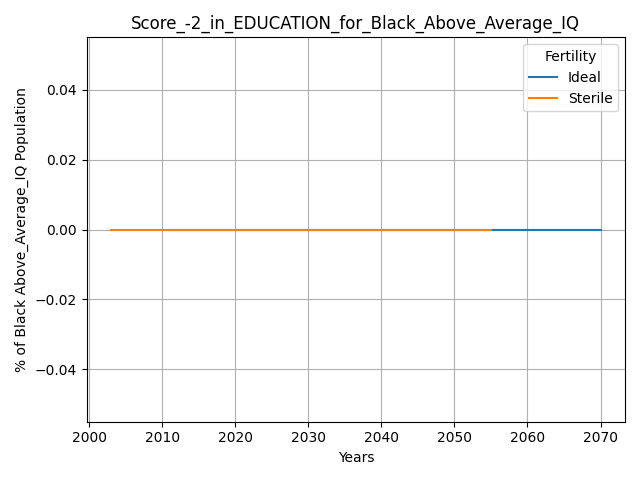 Score_-2_in_EDUCATION_for_Black_Above_Average_IQ
% of Black Above_Average_IQ Population
0.04
0.02
0.00
−0.02
−0.04
Fertility
Ideal
Sterile
2000 2010 2020 2030 2040 2050 2060 2070
Years